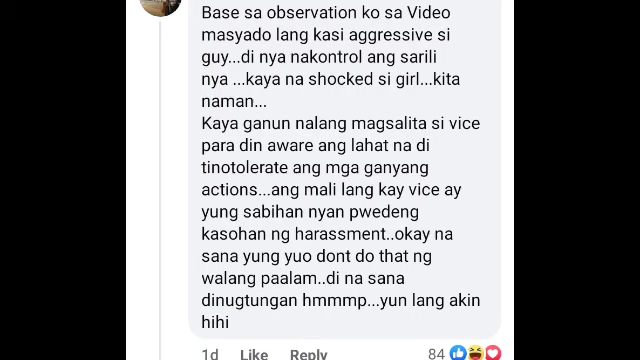 Base sa observation ko sa Video
masyado lang kasi aggressive si
guy...di nya nakontrol ang sarili
nya ...kaya na shocked si girl...kita
naman...
Kaya ganun nalang magsalita si vice
para din aware ang lahat na di
tinotolerate ang mga ganyang
actions...ang mali lang kay vice ay
yung sabihan nyan pwedeng
kasohan ng harassment..okay na
sana yung yuo dont do that ng
walang paalam..di na sana
dinugtungan hmmmp...yun lang akin
hihi
1d Like Reply 84